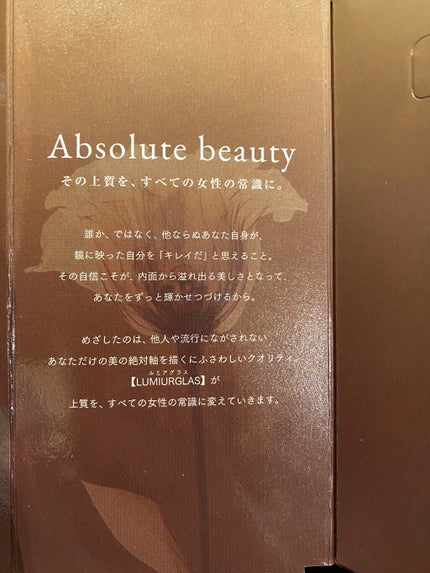 Absolute beauty
その上質を、すべての女性の常識に。
誰か、ではなく、他ならぬあなた自身が、
鏡に映った自分を「キレイだ」と思えること。
その自信こそが、内面から溢れ出る美しさとなって、
あなたをずっと輝かせつづけるから。
めざしたのは、他人や流行にながされない
あなただけの美の絶対軸を描くにふさわしいクオリティ。
ルミアグラス
【LUMIURGLAS】が
上質を、すべての女性の常識に変えていきます。